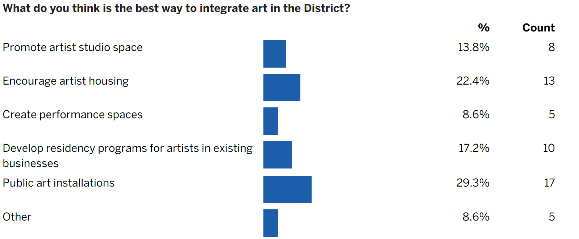 What do you think is the best way to integrate art in the District?
% Count
Promote artist studio space 13.8% 8
Encourage artist housing 22.4% 13
Create performance spaces 8.6% 5
Develop residency programs for artists in existing 17.2% 10
businesses
Public art installations 29.3% 17
Other 8.6% 5